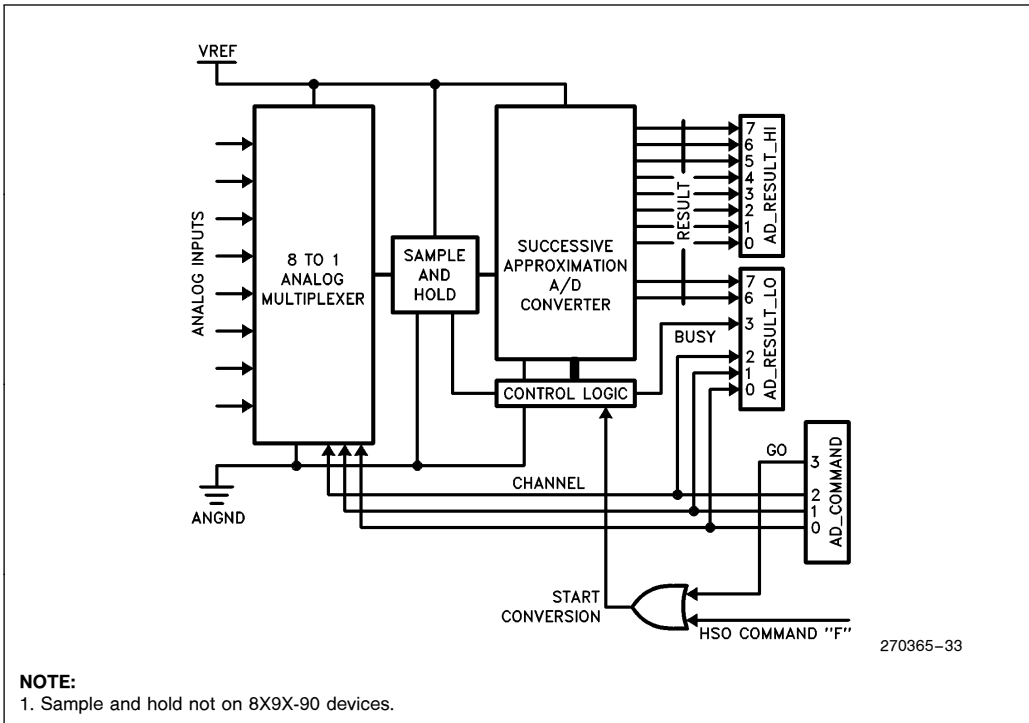 VREF
ANALOG INPUTS
8 TO 1
ANALOG
MULTIPLEXER
SAMPLE
AND
HOLD
SUCCESSIVE
APPROXIMATION
A/D
CONVERTER
RESULT
7
6
5
4
3
2
1
0
AD_RESULT_HI
7
6
3
2
1
0
AD_RESULT_LO
BUSY
CONTROL LOGIC
GO
3
2
1
0
AD_COMMAND
CHANNEL
ANGND
START
CONVERSION
HSO COMMAND "F"
270365–33
NOTE:
1. Sample and hold not on 8X9X-90 devices.